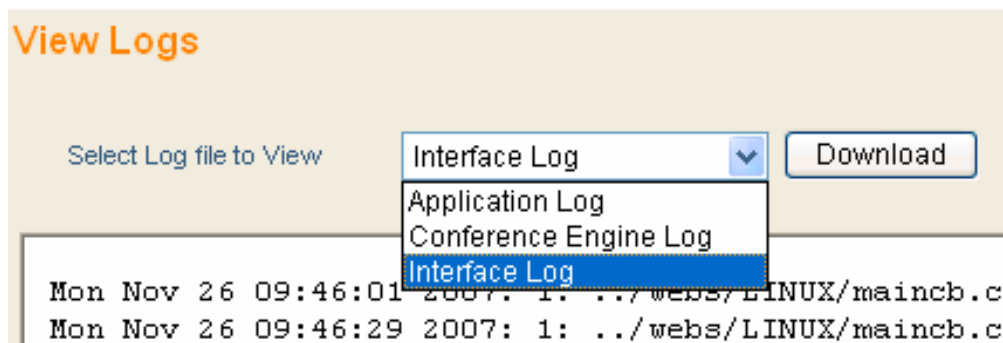 View Logs
Select Log file to View Interface Log Download
Application Log
Conference Engine Log
Interface Log
Mon Nov 26 09:46:01 2007: 1: ../webs/LINUX/maincb.c
Mon Nov 26 09:46:29 2007: 1: ../webs/LINUX/maincb.c